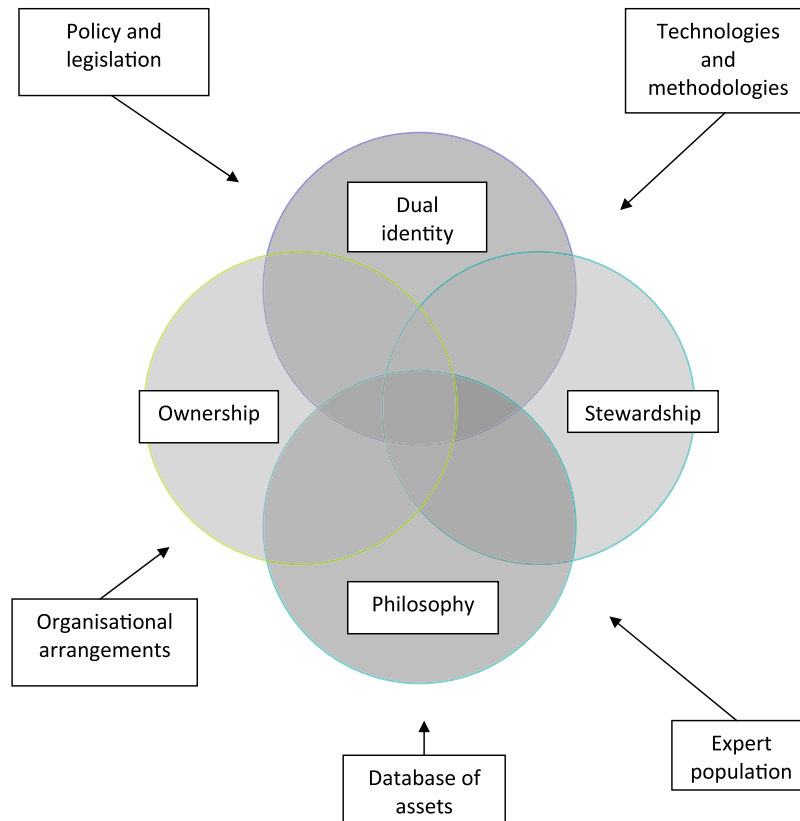 Policy and
legislation
Technologies
and
methodologies
Dual
identity
Ownership
Stewardship
Philosophy
Organisational
arrangements
Expert
population
Database of
assets